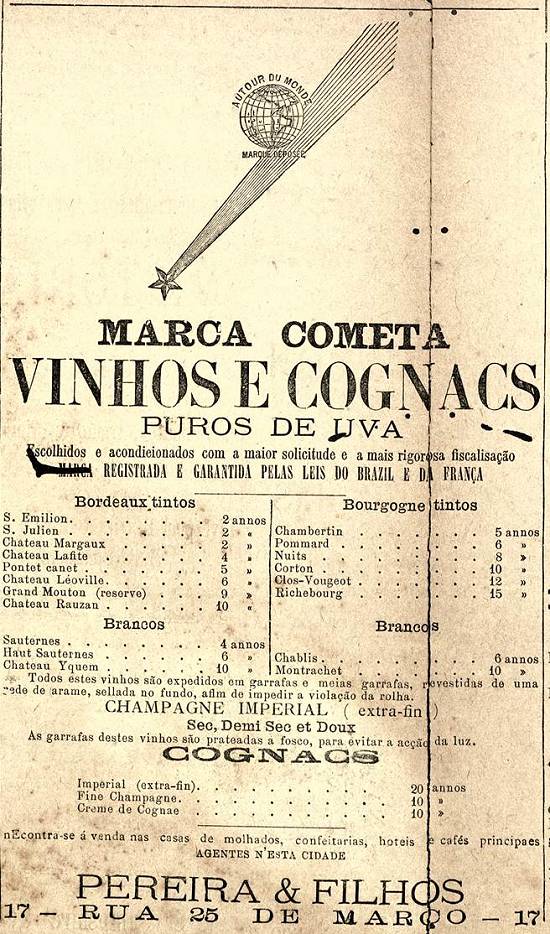 AUTOUR DU MONDE
MARQUE DÉPOSÉE
MARCA COMETA
VINHOS E COGNACS
PUROS DE UVA
Escolhidos e acondicionados com a maior solicitude e a mais rigorosa fiscalisação
MARCA REGISTRADA E GARANTIDA PELAS LEIS DO BRAZIL E DA FRANÇA
Bordeaux tintos
S. Emilion. . . . . . . . 2 annos
S. Julien . . . . . . . . 2 «
Chateau Margaux . . . . . 2 »
Chateau Lafite . . . . . . 4 »
Pontet canet . . . . . . . 5 »
Chateau Léoville. . . . . . 6 »
Grand Mouton (reserve) . . . 9 »
Chateau Rauzan . . . . . . 10 «
Brancos
Sauternes . . . . . . . . 4 annos
Haut Sauternes . . . . . . 6 »
Chateau Yquem . . . . . . 10 »
Bourgogne tintos
Chambertin . . . . . . . 5 annos
Pommard . . . . . . . . 6 »
Nuits . . . . . . . . . 8 »
Corton . . . . . . . . . 10 «
Clos-Vougeot . . . . . . 12 »
Richebourg . . . . . . . 15 »
Brancos
Chablis . . . . . . . . . 6 annos
Montrachet . . . . . . . 10 »
Todos estes vinhos são expedidos em garrafas e meias garrafas, revestidas de uma
rede de arame, sellada no fundo, afim de impedir a violação da rolha.
CHAMPAGNE IMPERIAL ( extra-fin )
Sec, Demi Sec et Doux
As garrafas destes vinhos são prateadas a fosco, para evitar a acção da luz.
COGNACS
Impérial (extra-fin). . . . . . . . 20 annos
Fine Champagne. . . . . . . . . 10 »
Creme de Cognac . . . . . . . . 10 »
nEcontra-se á venda nas casas de molhados, confeitarias, hoteis e cafés principaes
AGENTES N'ESTA CIDADE
PEREIRA & FILHOS
17 — RUA 25 DE MARÇO — 17